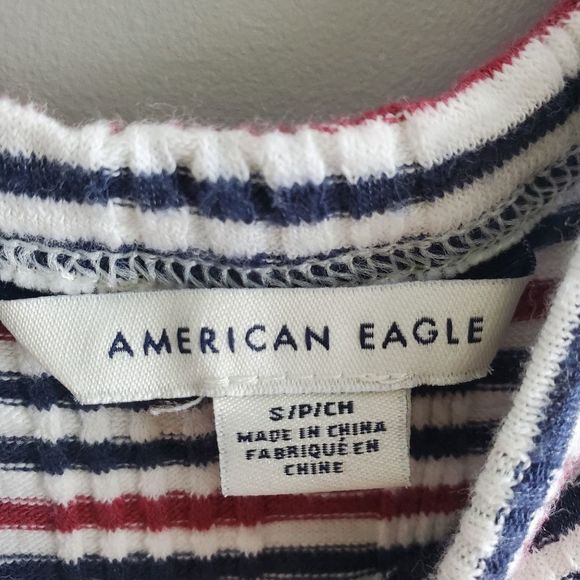 AMERICAN EAGLE
S/P/CH
MADE IN CHINA
FABRIQUÉ EN
CHINE